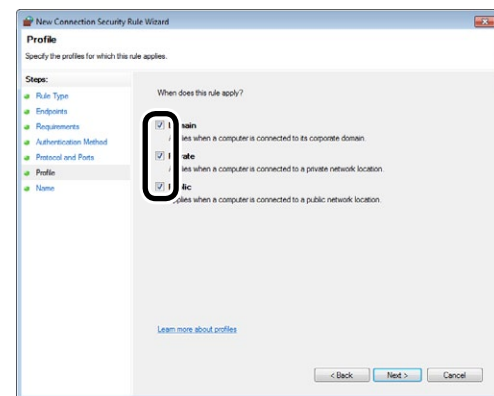 New Connection Security Rule Wizard
Profile
Specify the profiles for which this rule applies.
Steps:
Rule Type
Endpoints
Requirements
Authentication Method
Protocol and Ports
Profile
Name
When does this rule apply?
when a computer is connected to its corporate domain.
when a computer is connected to a private network location.
when a computer is connected to a public network location.
Learn more about profiles
< Back
Next >
Cancel